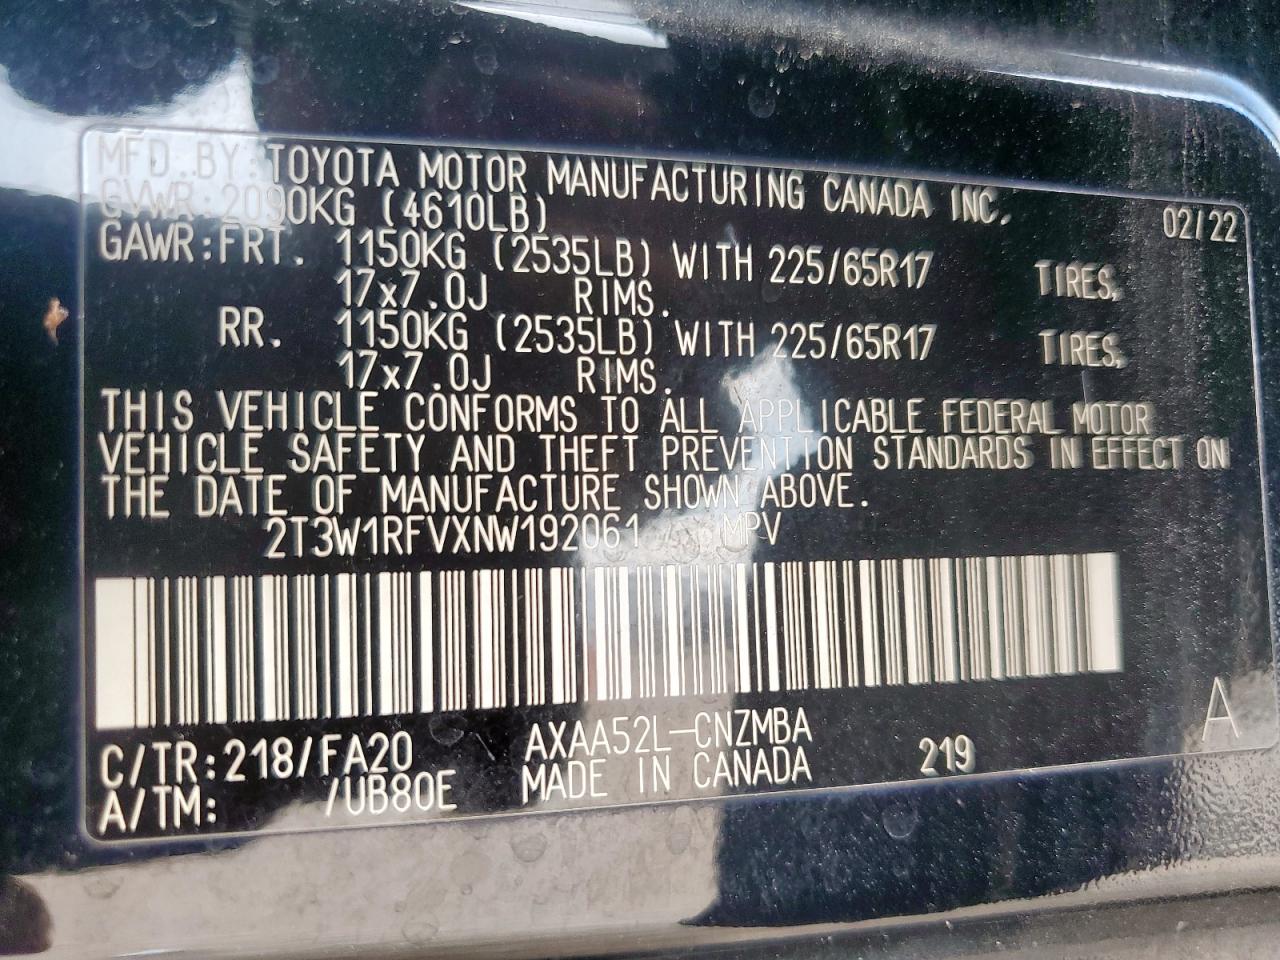 MFD. BY: TOYOTA MOTOR MANUFACTURING CANADA INC.
02/22
GVWR: 2090KG (4610LB)
GAWR: FRT. 1150KG (2535LB) WITH 225/65R17 TIRES,
17x7.0J RIMS.
RR. 1150KG (2535LB) WITH 225/65R17 TIRES,
17x7.0J RIMS.
THIS VEHICLE CONFORMS TO ALL APPLICABLE FEDERAL MOTOR
VEHICLE SAFETY AND THEFT PREVENTION STANDARDS IN EFFECT ON
THE DATE OF MANUFACTURE SHOWN ABOVE.
2T3W1RFVXNW192061 MPV
C/TR: 218/FA20 AXAA52L-CNZMBA
A/TM: /UB80E MADE IN CANADA 219
A